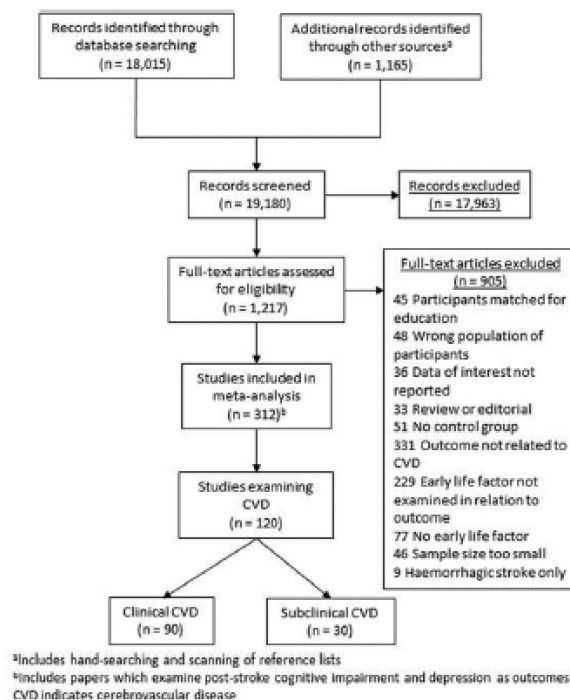 Records identified through
database searching
(n = 18,015)
Additional records identified
through other sourcesᵃ
(n = 1,165)
Records screened
(n = 19,180)
Records excluded
(n = 17,963)
Full-text articles assessed
for eligibility
(n = 1,217)
Full-text articles excluded
(n = 905)
45 Participants matched for
education
48 Wrong population of
participants
36 Data of interest not
reported
33 Review or editorial
51 No control group
331 Outcome not related to
CVD
229 Early life factor not
examined in relation to
outcome
77 No early life factor
46 Sample size too small
9 Haemorrhagic stroke only
Studies included in
meta-analysis
(n = 312)ᵇ
Studies examining
CVD
(n = 120)
Clinical CVD
(n = 90)
Subclinical CVD
(n = 30)
ᵃIncludes hand-searching and scanning of reference lists
ᵇIncludes papers which examine post-stroke cognitive impairment and depression as outcomes
CVD indicates cerebrovascular disease